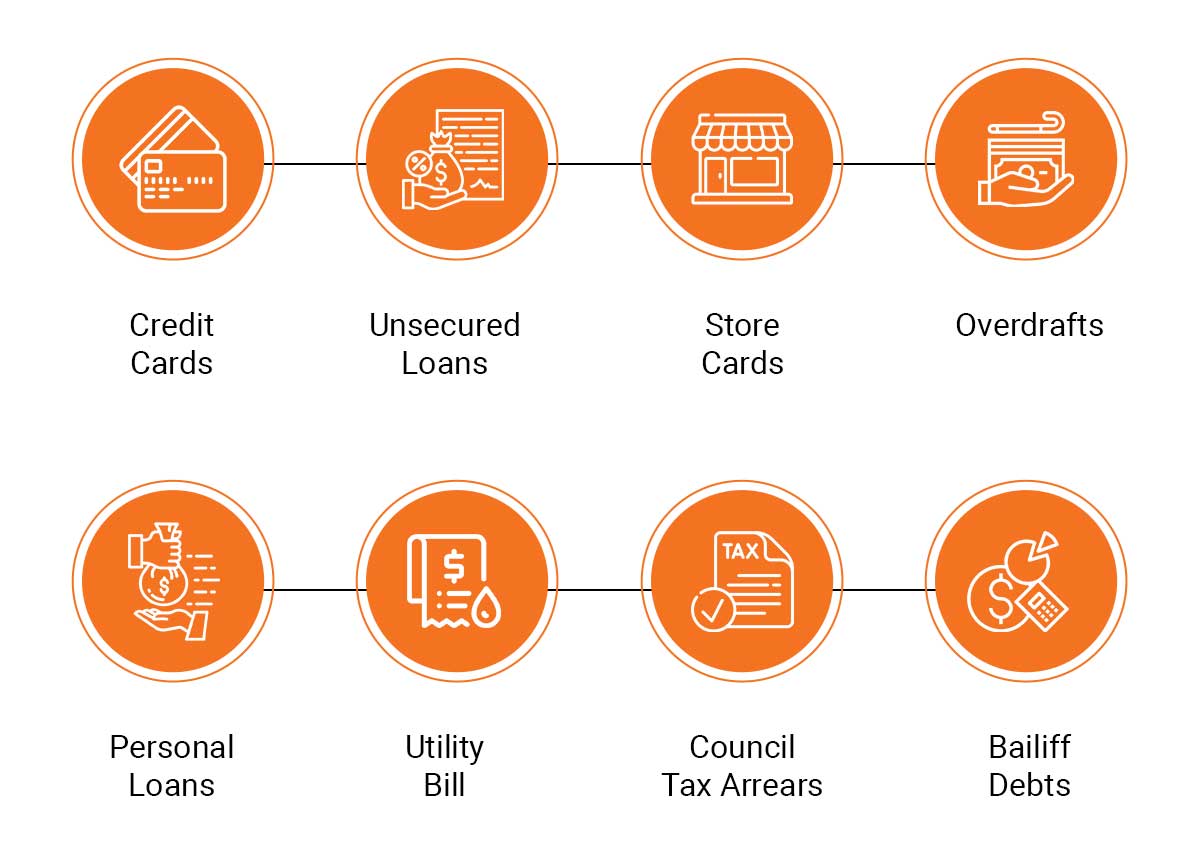 Credit
Cards
Unsecured
Loans
Store
Cards
Overdrafts
%
$
$
Personal
Loans
$
Utility
Bill
TAX
Council
Tax Arrears
$
Bailiff
Debts